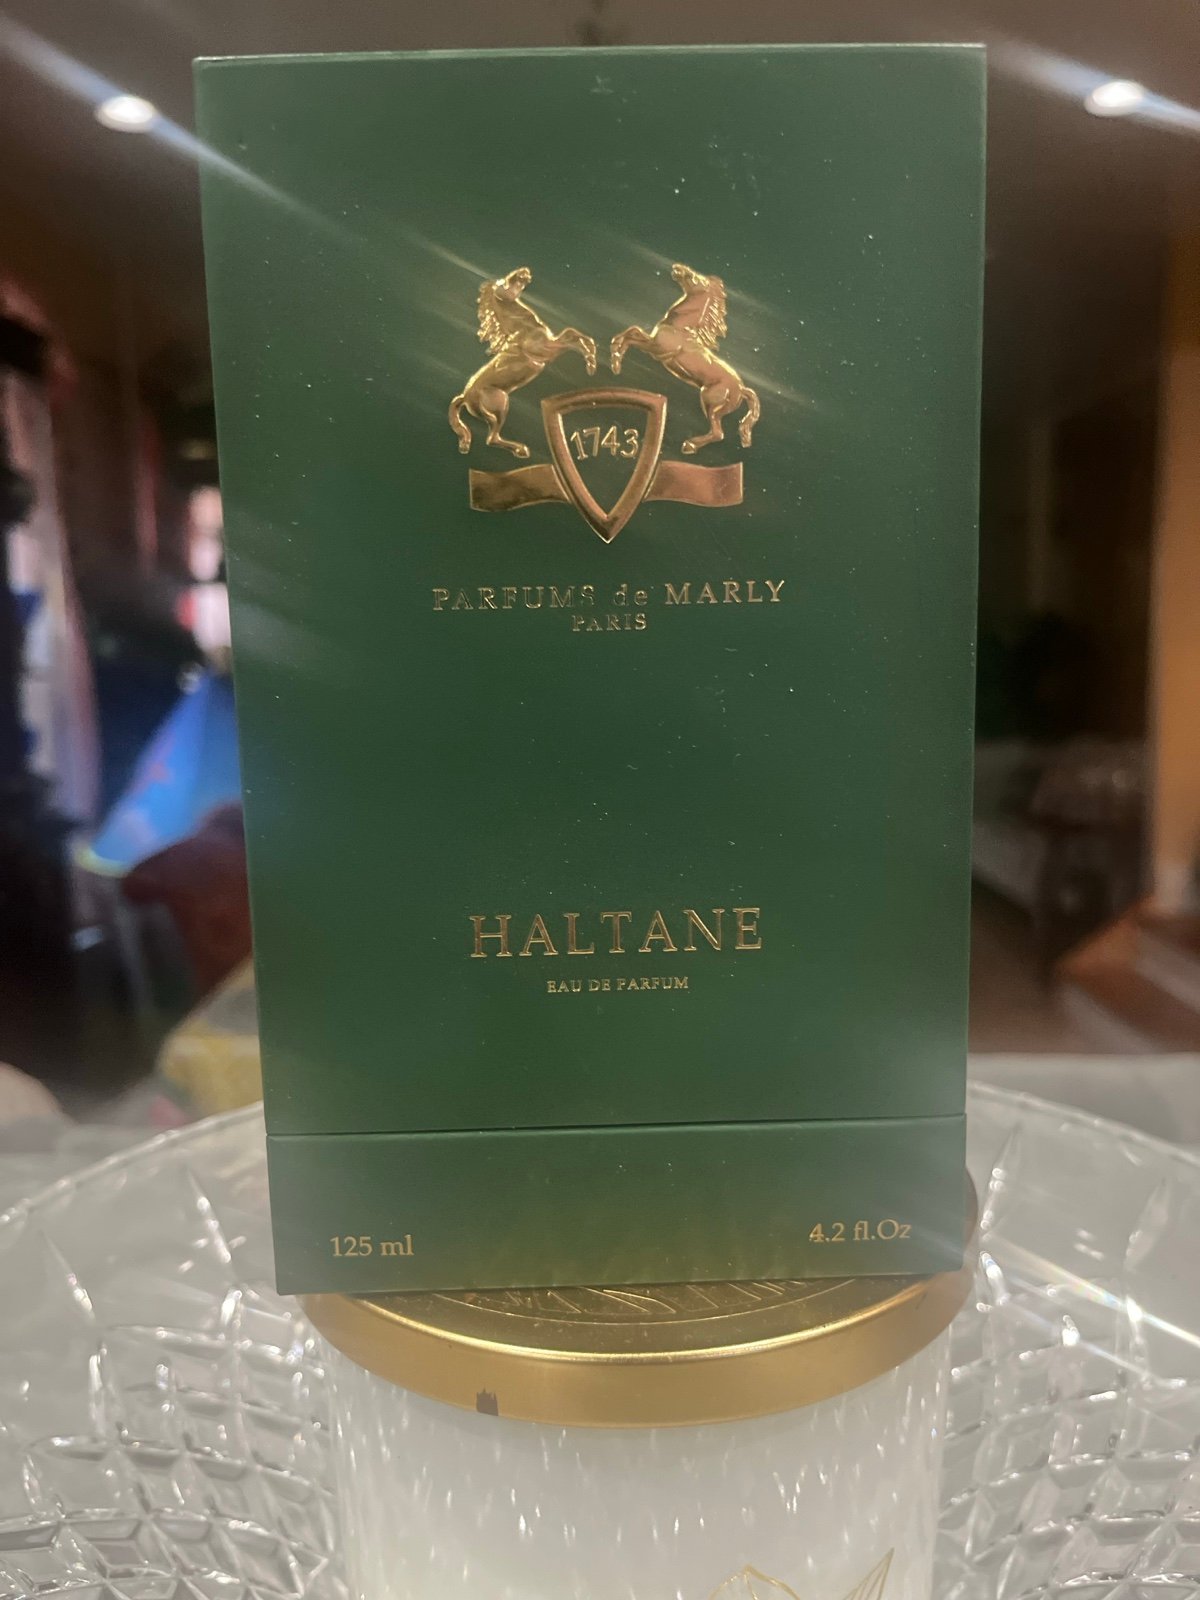 1743
PARFUMS de MARLY
PARIS
HALTANE
EAU DE PARFUM
125 ml
4.2 fl.Oz